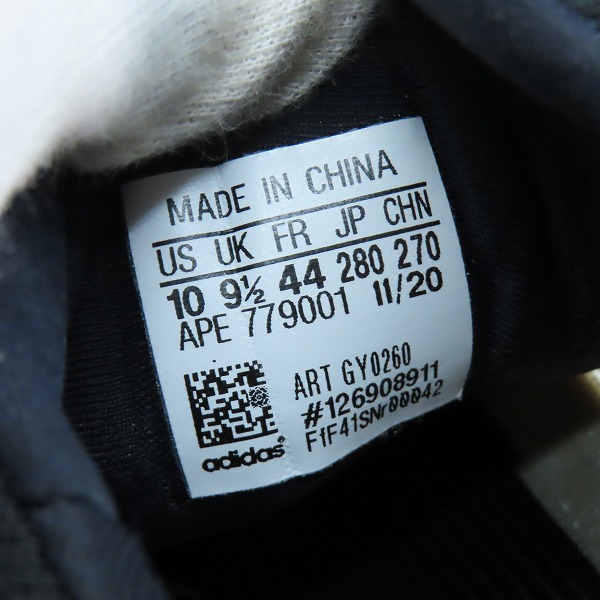 MADE IN CHINA
US UK FR JP CHN
10 9½ 44 280 270
APE 779001 11/20
ART GY0260
#126908911
F1F41SNr00042
adidas®